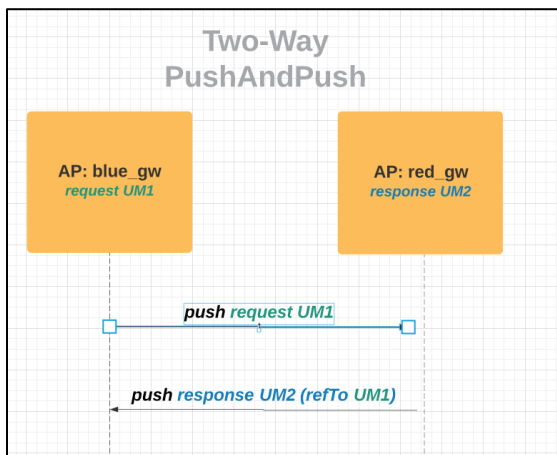 Two-Way
PushAndPush
AP: blue_gw
request UM1
AP: red_gw
response UM2
push request UM1
push response UM2 (refTo UM1)